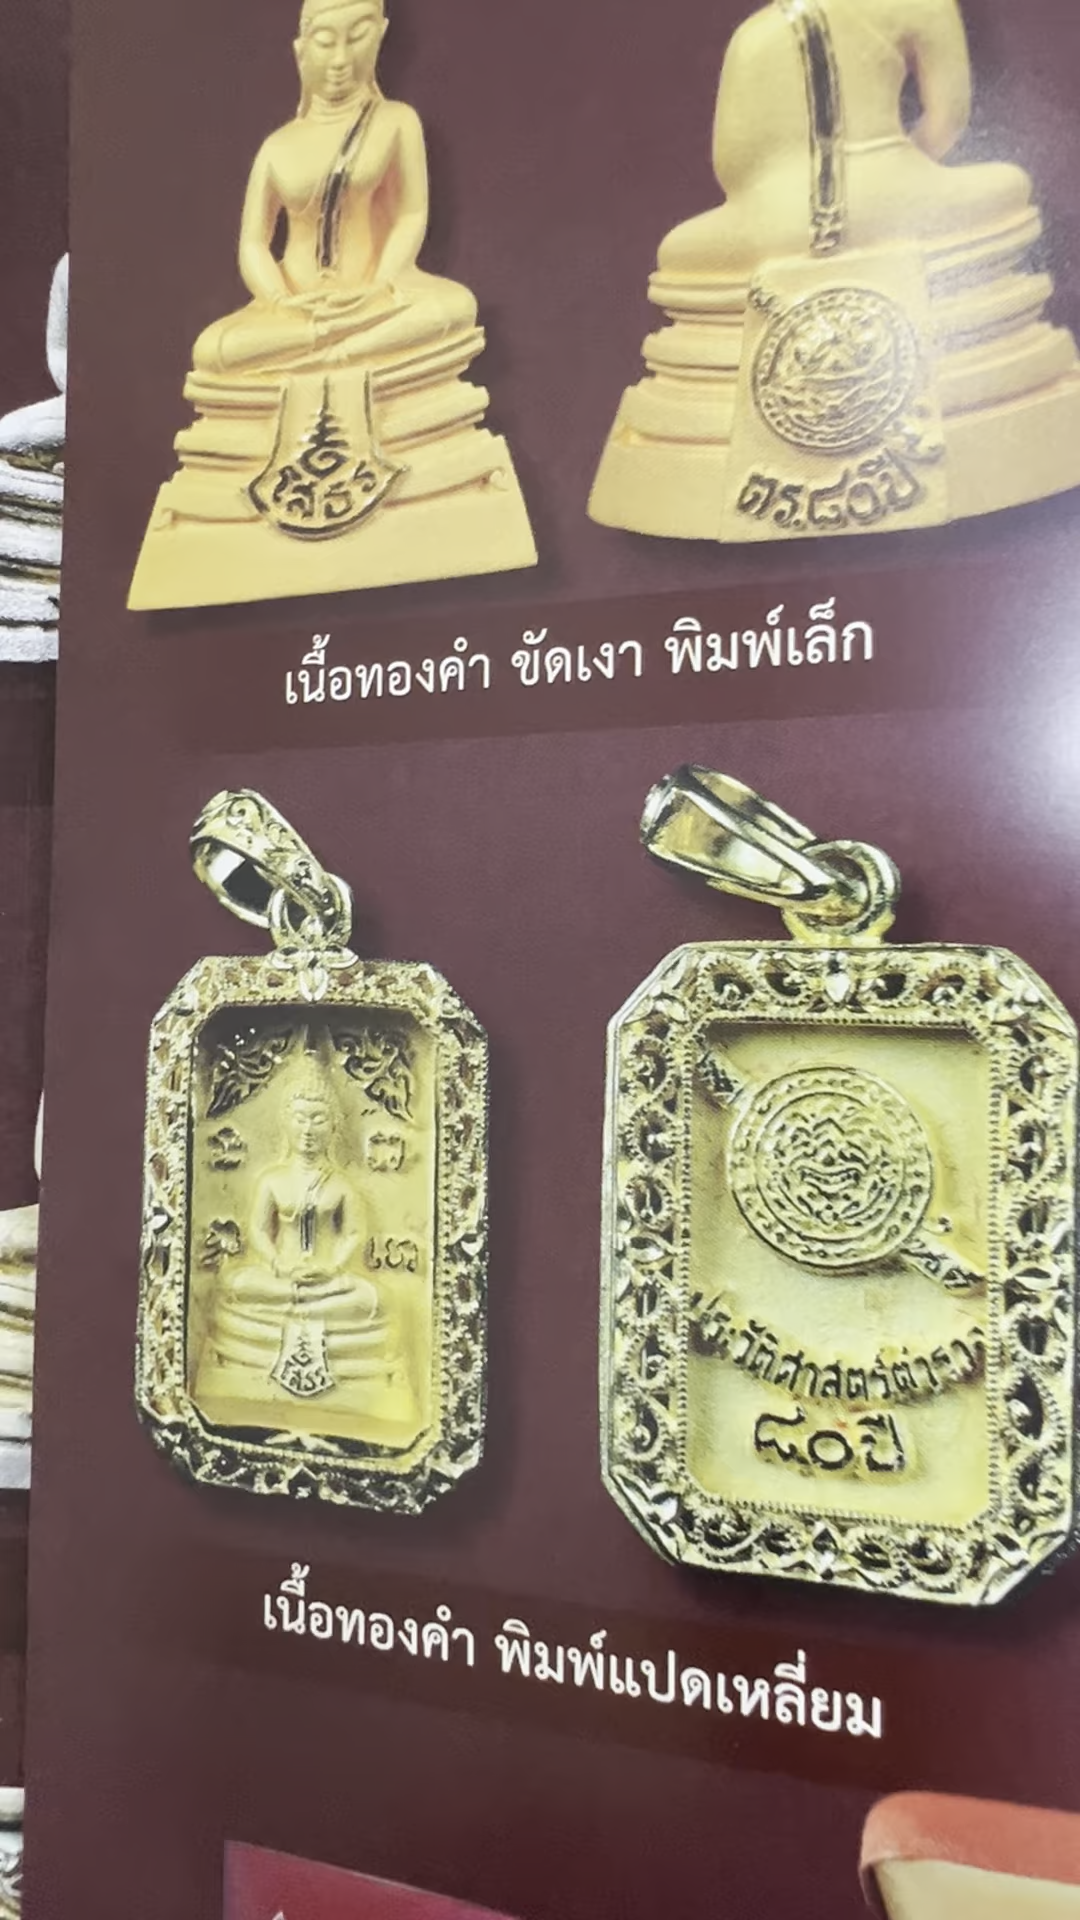 โสธร
ตร.๘๐ปี
เนื้อทองคำ ขัดเงา พิมพ์เล็ก
โสธร
ประวัติศาสตร์ตำรวจ
๘๐ปี
เนื้อทองคำ พิมพ์แปดเหลี่ยม